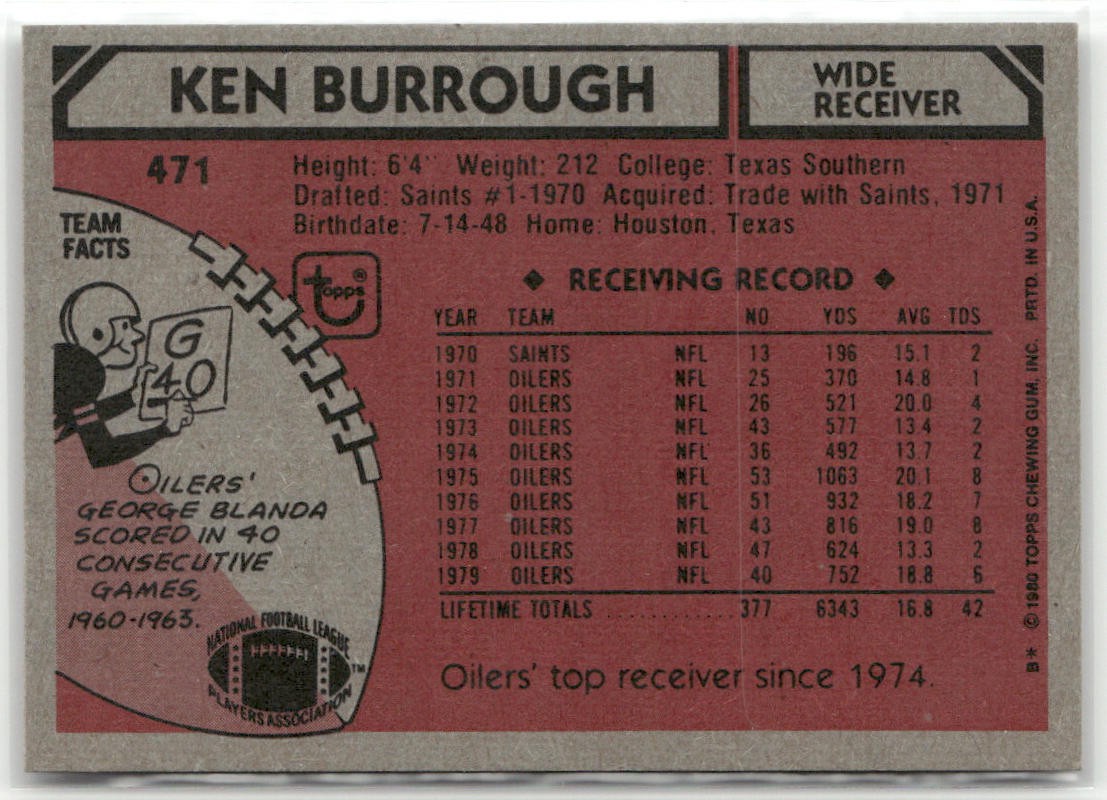 KEN BURROUGH
WIDE
RECEIVER
471
Height: 6'4" Weight: 212 College: Texas Southern
Drafted: Saints #1-1970 Acquired: Trade with Saints, 1971
Birthdate: 7-14-48 Home: Houston, Texas
TEAM
FACTS
G
40
OILERS'
GEORGE BLANDA
SCORED IN 40
CONSECUTIVE
GAMES,
1960-1963.
NATIONAL FOOTBALL LEAGUE
PLAYERS ASSOCIATION
TM
topps ®
◆ RECEIVING RECORD ◆
YEAR TEAM NO YDS AVG TDS
1970 SAINTS NFL 13 196 15.1 2
1971 OILERS NFL 25 370 14.8 1
1972 OILERS NFL 26 521 20.0 4
1973 OILERS NFL 43 577 13.4 2
1974 OILERS NFL 36 492 13.7 2
1975 OILERS NFL 53 1063 20.1 8
1976 OILERS NFL 51 932 18.2 7
1977 OILERS NFL 43 816 19.0 8
1978 OILERS NFL 47 624 13.3 2
1979 OILERS NFL 40 752 18.8 6
LIFETIME TOTALS ............ 377 6343 16.8 42
Oilers' top receiver since 1974.
B* © 1980 TOPPS CHEWING GUM, INC. PRTD. IN U.S.A.